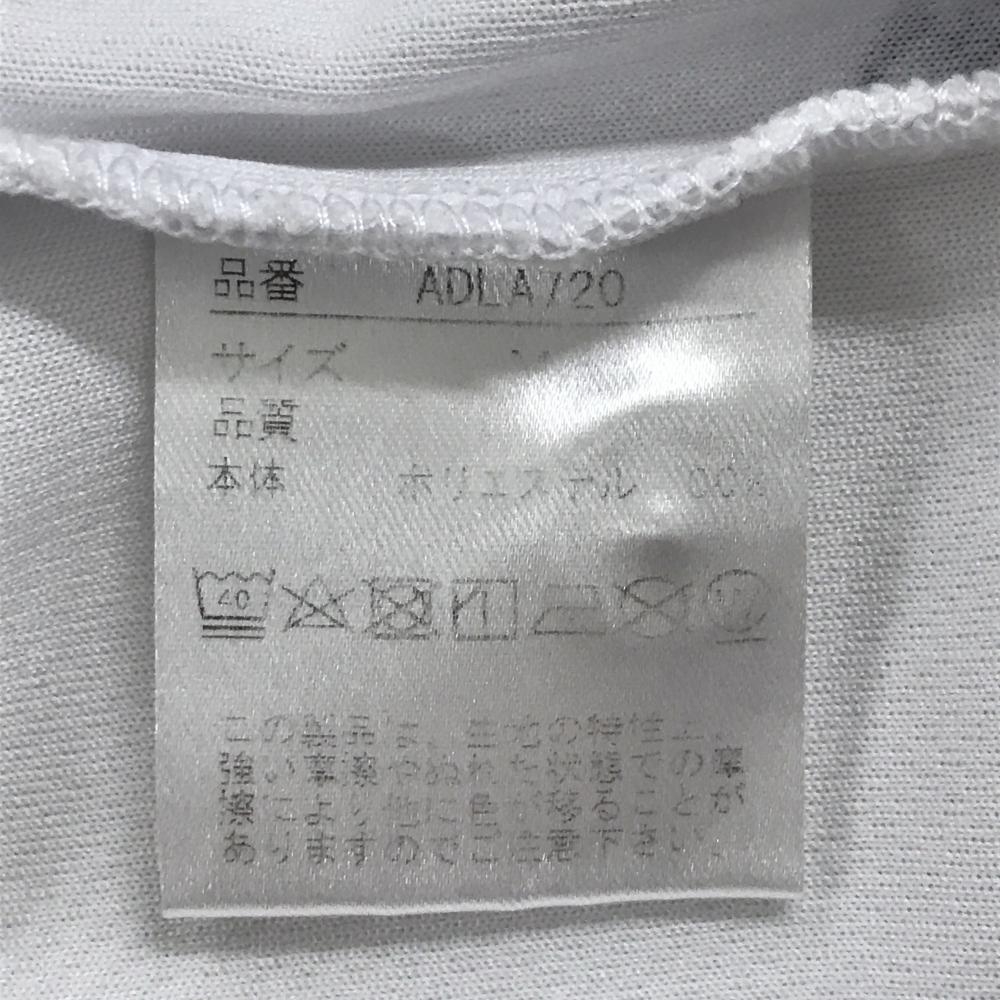 品番 ADLA720
サイズ
品質
本体 ポリエステル 100%
40
この製品は、生地の特性上、
強い摩擦やぬれた状態での摩
擦により他に色が移ることが
ありますのでご注意下さい。